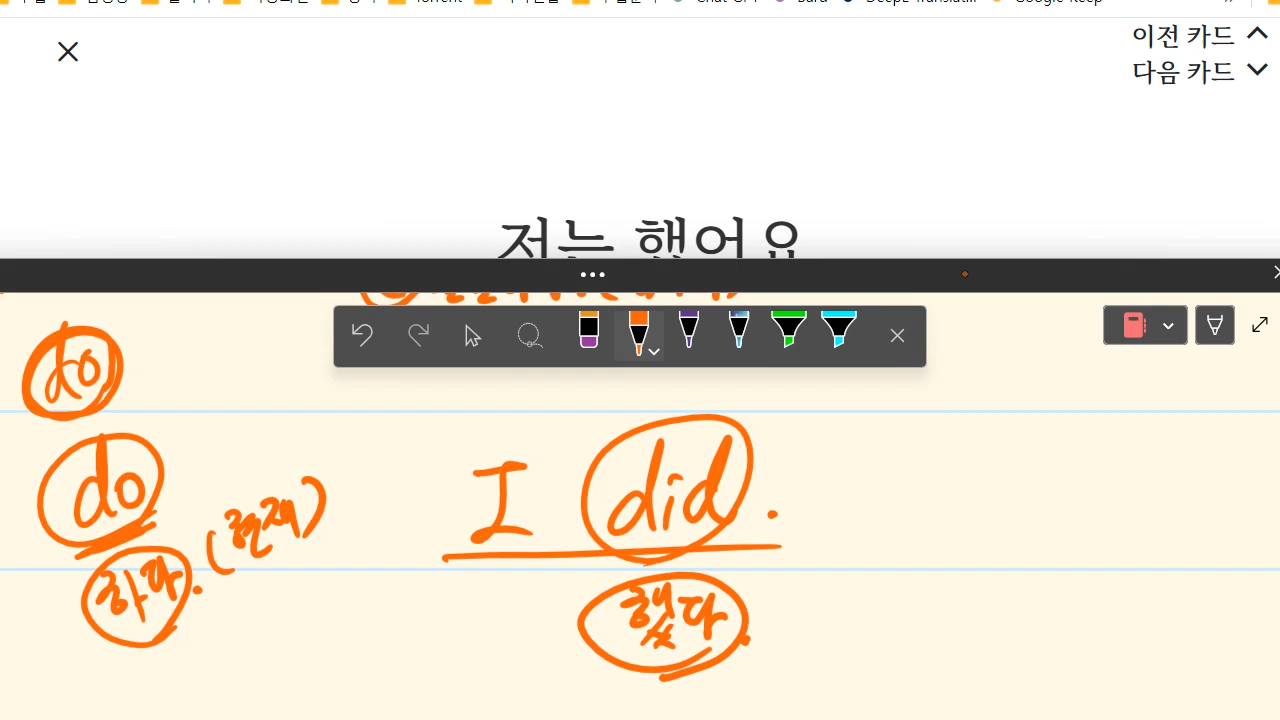 이전 카드
다음 카드
저는 했어요
do
do
I did.
하다. (현재)
했다